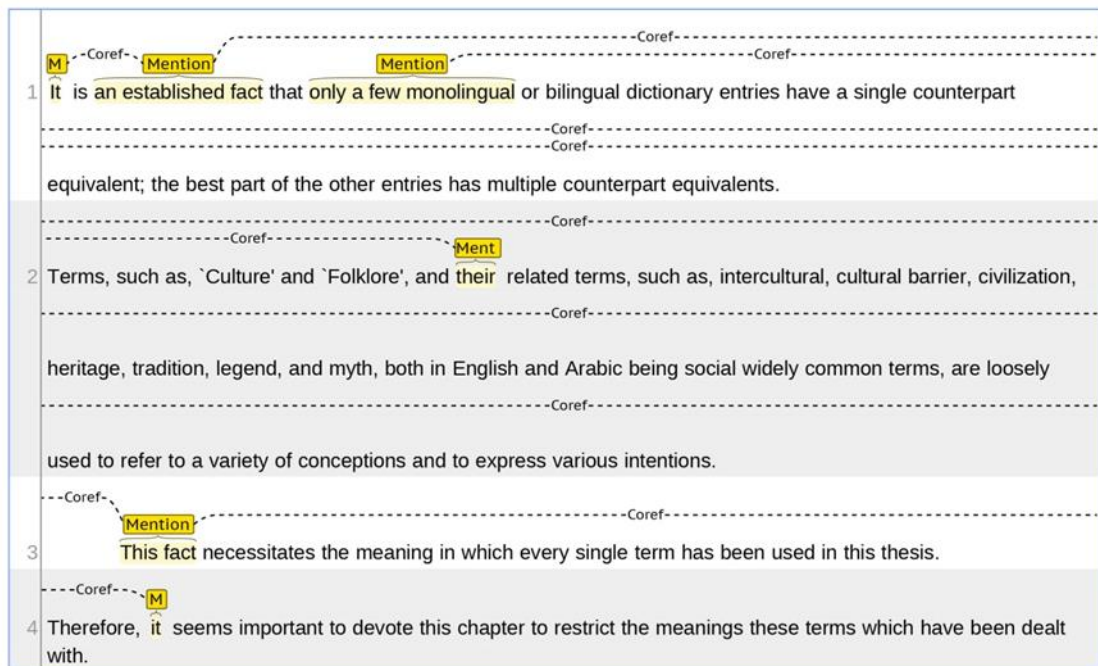 Coref
M Coref Mention Mention Coref
1 It is an established fact that only a few monolingual or bilingual dictionary entries have a single counterpart
Coref
Coref
equivalent; the best part of the other entries has multiple counterpart equivalents.
Coref
Coref
Ment
2 Terms, such as, `Culture' and `Folklore', and their related terms, such as, intercultural, cultural barrier, civilization,
Coref
heritage, tradition, legend, and myth, both in English and Arabic being social widely common terms, are loosely
Coref
used to refer to a variety of conceptions and to express various intentions.
Coref
Coref
Mention
3 This fact necessitates the meaning in which every single term has been used in this thesis.
Coref
M
4 Therefore, it seems important to devote this chapter to restrict the meanings these terms which have been dealt
with.